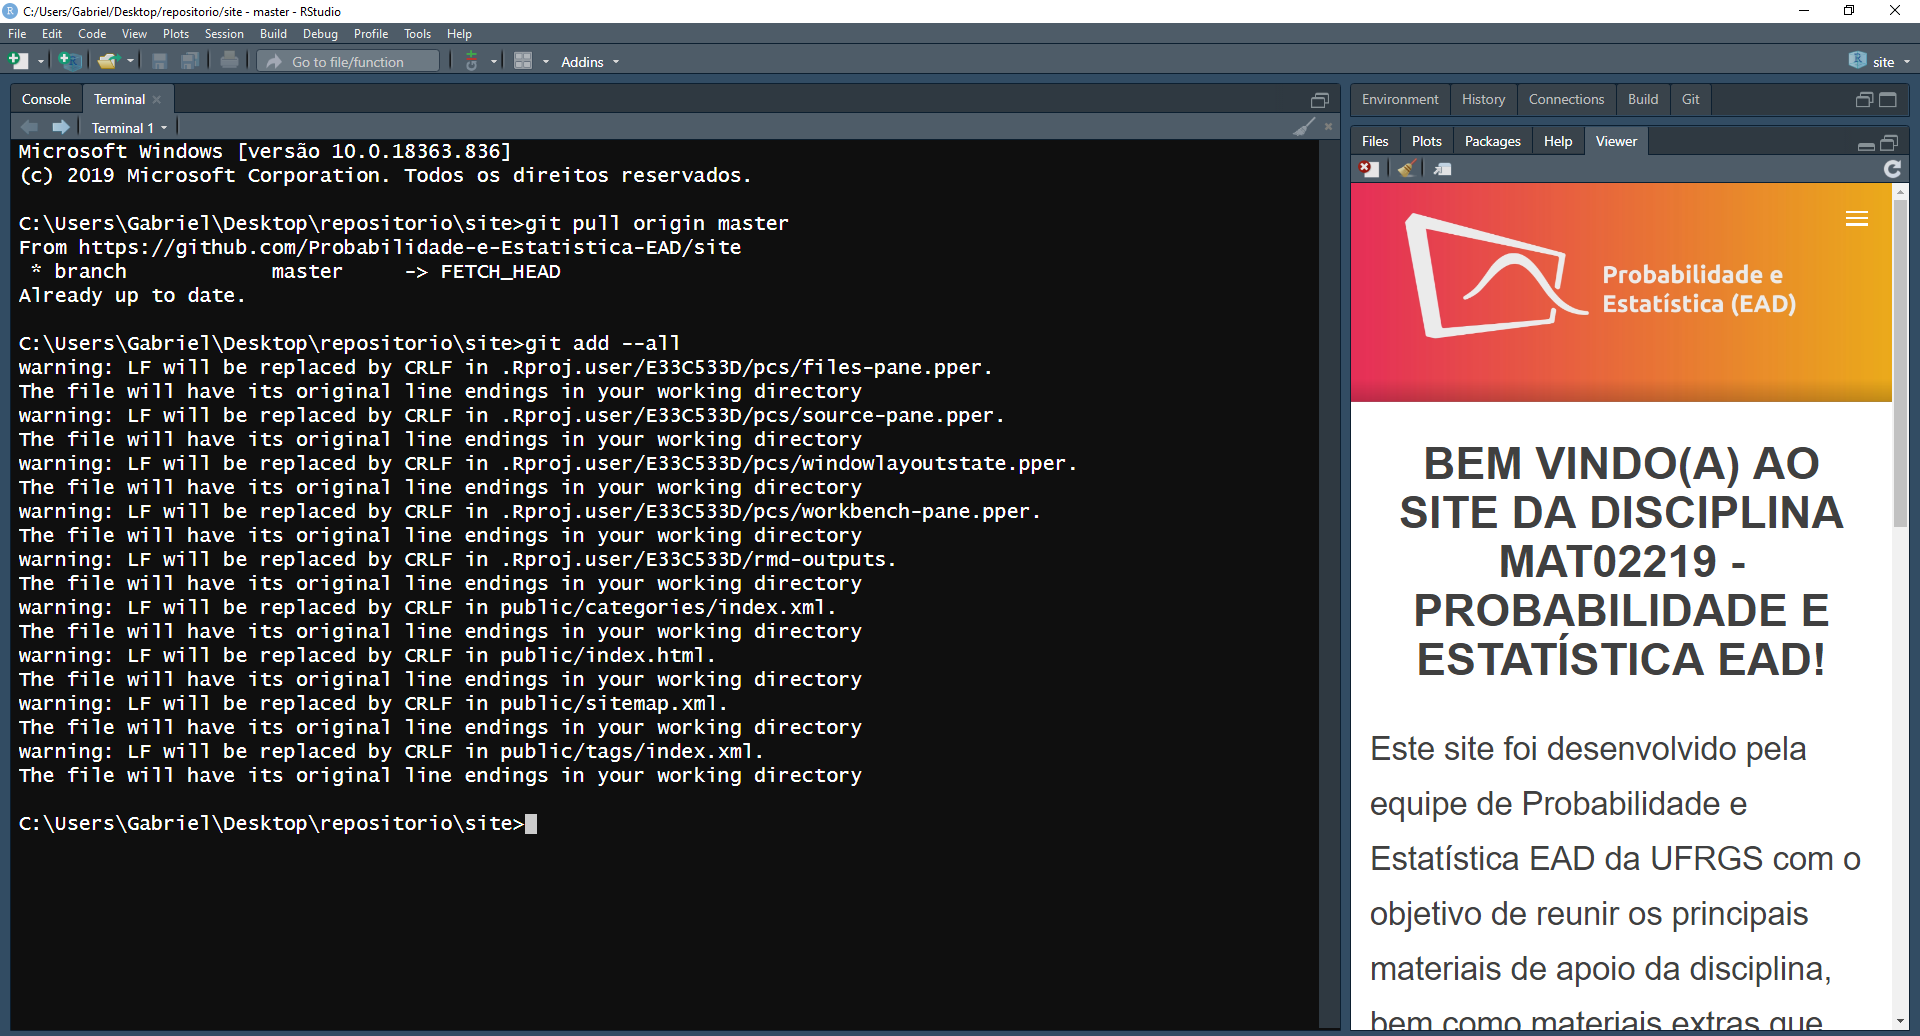 C:/Users/Gabriel/Desktop/repositorio/site - master - RStudio
File Edit Code View Plots Session Build Debug Profile Tools Help
Go to file/function
Addins
site
Console Terminal
Terminal 1
Microsoft Windows [versão 10.0.18363.836]
(c) 2019 Microsoft Corporation. Todos os direitos reservados.
C:\Users\Gabriel\Desktop\repositorio\site>git pull origin master
From https://github.com/Probabilidade-e-Estatistica-EAD/site
* branch            master     -> FETCH_HEAD
Already up to date.
C:\Users\Gabriel\Desktop\repositorio\site>git add --all
warning: LF will be replaced by CRLF in .Rproj.user/E33C533D/pcs/files-pane.pper.
The file will have its original line endings in your working directory
warning: LF will be replaced by CRLF in .Rproj.user/E33C533D/pcs/source-pane.pper.
The file will have its original line endings in your working directory
warning: LF will be replaced by CRLF in .Rproj.user/E33C533D/pcs/windowlayoutstate.pper.
The file will have its original line endings in your working directory
warning: LF will be replaced by CRLF in .Rproj.user/E33C533D/pcs/workbench-pane.pper.
The file will have its original line endings in your working directory
warning: LF will be replaced by CRLF in .Rproj.user/E33C533D/rmd-outputs.
The file will have its original line endings in your working directory
warning: LF will be replaced by CRLF in public/categories/index.xml.
The file will have its original line endings in your working directory
warning: LF will be replaced by CRLF in public/index.html.
The file will have its original line endings in your working directory
warning: LF will be replaced by CRLF in public/sitemap.xml.
The file will have its original line endings in your working directory
warning: LF will be replaced by CRLF in public/tags/index.xml.
The file will have its original line endings in your working directory
C:\Users\Gabriel\Desktop\repositorio\site>
Environment History Connections Build Git
Files Plots Packages Help Viewer
Probabilidade e
Estatística (EAD)
BEM VINDO(A) AO
SITE DA DISCIPLINA
MAT02219 -
PROBABILIDADE E
ESTATÍSTICA EAD!
Este site foi desenvolvido pela
equipe de Probabilidade e
Estatística EAD da UFRGS com o
objetivo de reunir os principais
materiais de apoio da disciplina,
bem como materiais extras que